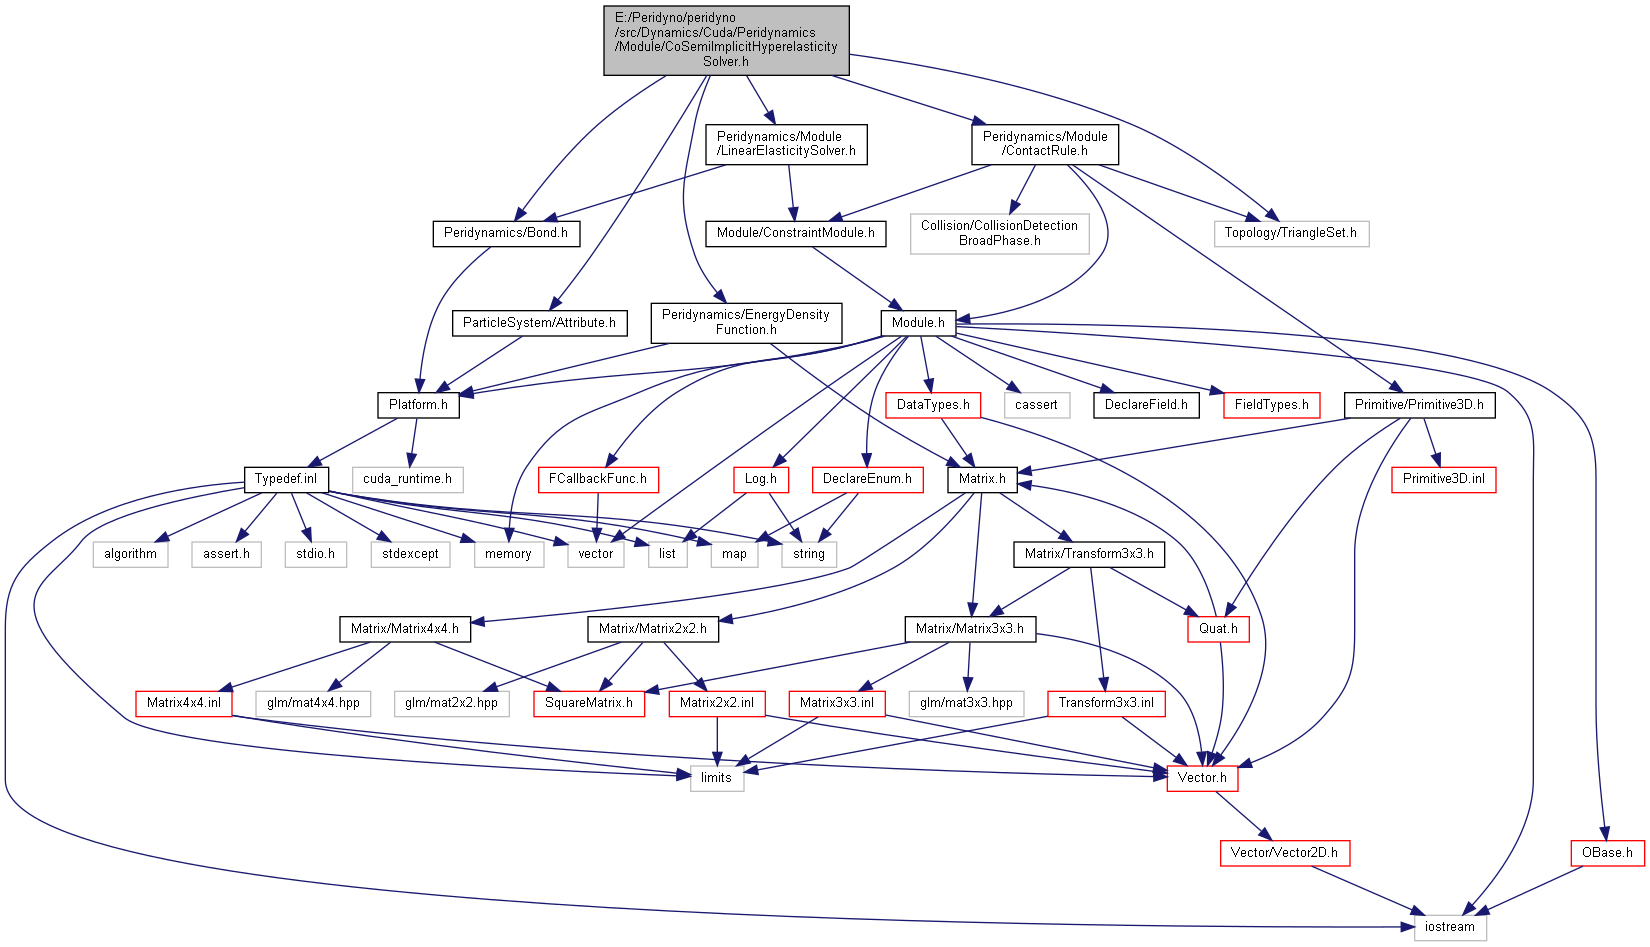 E:/Peridyno/peridyno
/src/Dynamics/Cuda/Peridynamics
/Module/CoSemiImplicitHyperelasticity
Solver.h
Peridynamics/Module
/LinearElasticitySolver.h
Peridynamics/Module
/ContactRule.h
Peridynamics/Bond.h
Module/ConstraintModule.h
Collision/CollisionDetection
BroadPhase.h
Topology/TriangleSet.h
ParticleSystem/Attribute.h
Peridynamics/EnergyDensity
Function.h
Module.h
Platform.h
DataTypes.h
cassert
DeclareField.h
FieldTypes.h
Primitive/Primitive3D.h
Typedef.inl
cuda_runtime.h
FCallbackFunc.h
Log.h
DeclareEnum.h
Matrix.h
Primitive3D.inl
algorithm
assert.h
stdio.h
stdexcept
memory
vector
list
map
string
Matrix/Transform3x3.h
Matrix/Matrix4x4.h
Matrix/Matrix2x2.h
Matrix/Matrix3x3.h
Quat.h
Matrix4x4.inl
glm/mat4x4.hpp
glm/mat2x2.hpp
SquareMatrix.h
Matrix2x2.inl
Matrix3x3.inl
glm/mat3x3.hpp
Transform3x3.inl
limits
Vector.h
Vector/Vector2D.h
OBase.h
iostream